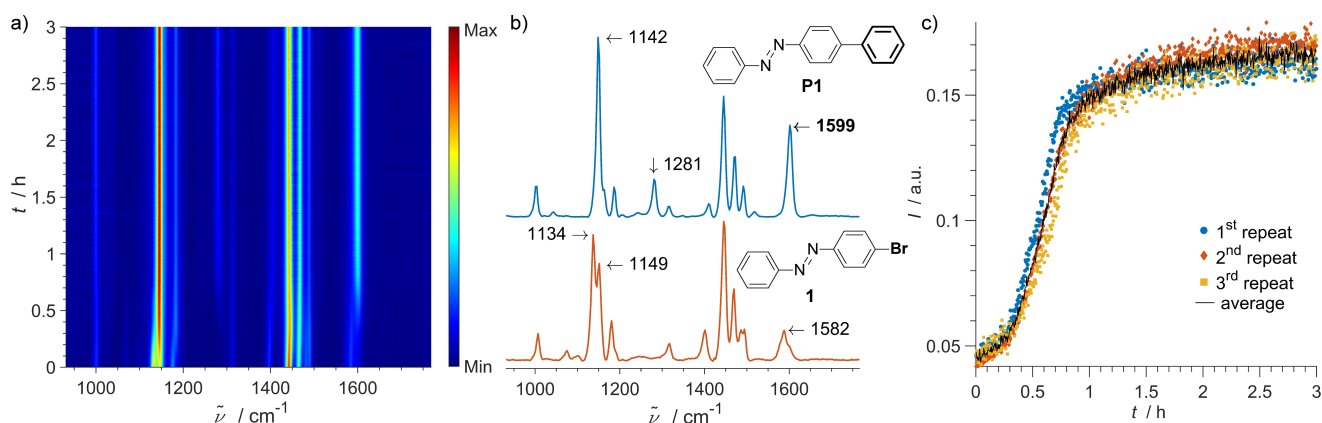 a)
3
2.5
2
1.5
1
0.5
0
t / h
1000 1200 1400 1600
ν̃ / cm⁻¹
Max
Min
b)
← 1142
N
N
P1
← 1599
↓ 1281
1134 →
← 1149
N
N
Br
1
← 1582
1000 1200 1400 1600
ν̃ / cm⁻¹
c)
0.15
0.1
0.05
I / a.u.
1ˢᵗ repeat
2ⁿᵈ repeat
3ʳᵈ repeat
average
0 0.5 1 1.5 2 2.5 3
t / h